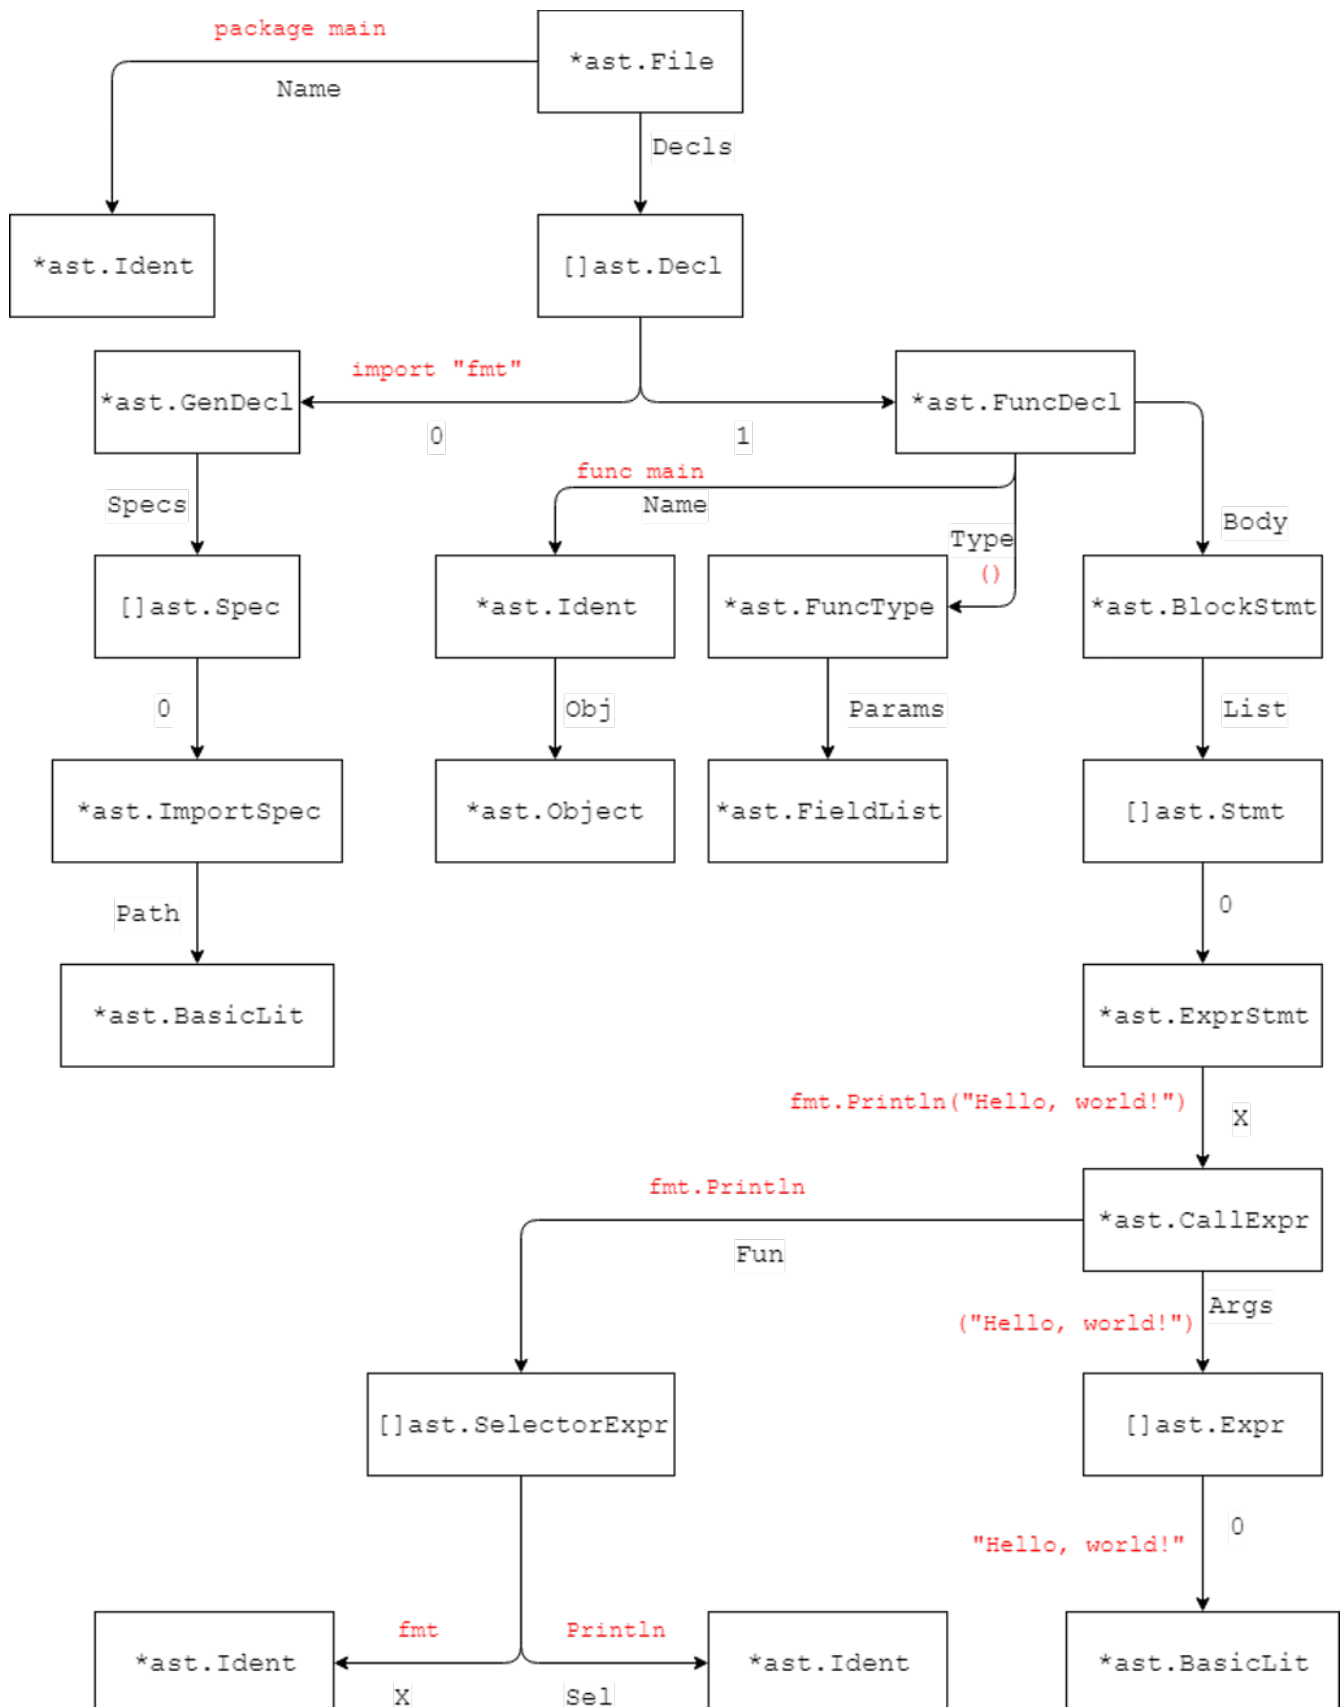 package main
*ast.File
Name
Decls
*ast.Ident
[]ast.Decl
import "fmt"
*ast.GenDecl
*ast.FuncDecl
0
1
func main
Specs
Name
Type
Body
()
[]ast.Spec
*ast.Ident
*ast.FuncType
*ast.BlockStmt
0
Obj
Params
List
*ast.ImportSpec
*ast.Object
*ast.FieldList
[]ast.Stmt
Path
0
*ast.BasicLit
*ast.ExprStmt
fmt.Println("Hello, world!")
X
fmt.Println
*ast.CallExpr
Fun
Args
("Hello, world!")
[]ast.SelectorExpr
[]ast.Expr
0
"Hello, world!"
fmt
Println
*ast.Ident
*ast.Ident
*ast.BasicLit
X
Sel